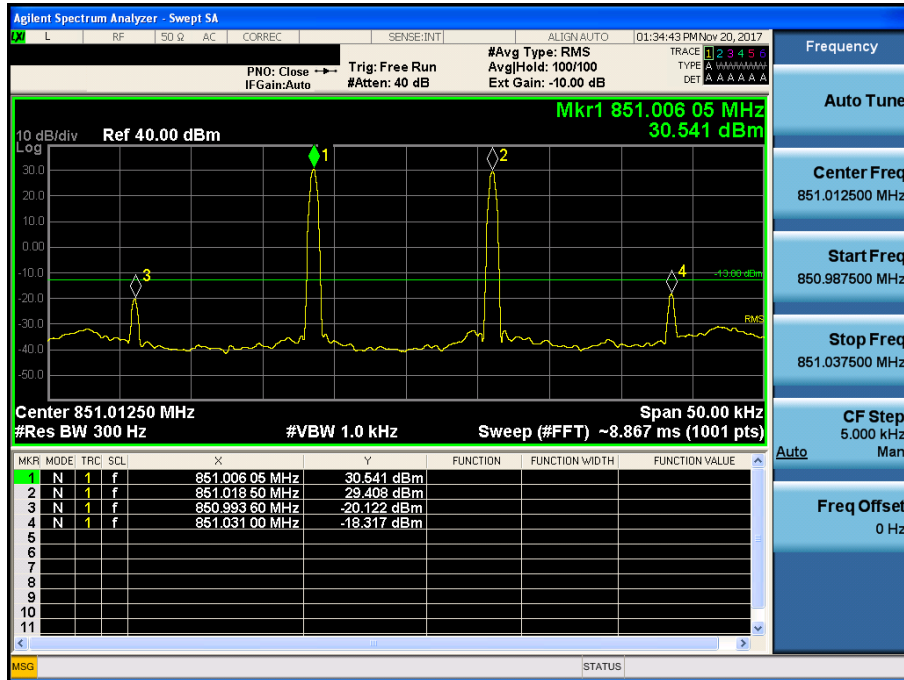 Agilent Spectrum Analyzer - Swept SA
LXI L RF 50 Ω AC CORREC SENSE:INT ALIGN AUTO 01:34:43 PM Nov 20, 2017
PNO: Close
IFGain:Auto
Trig: Free Run
#Atten: 40 dB
#Avg Type: RMS
Avg|Hold: 100/100
Ext Gain: -10.00 dB
TRACE 1 2 3 4 5 6
TYPE A WWWWW
DET A A A A A A
Mkr1 851.006 05 MHz
30.541 dBm
10 dB/div Ref 40.00 dBm
Log
1
2
30.0
20.0
10.0
0.00
3
4
-10.0
-13.00 dBm
-20.0
RMS
-30.0
-40.0
-50.0
Center 851.01250 MHz Span 50.00 kHz
#Res BW 300 Hz #VBW 1.0 kHz Sweep (#FFT) ~8.867 ms (1001 pts)
MKR MODE TRC SCL X Y FUNCTION FUNCTION WIDTH FUNCTION VALUE
1 N 1 f 851.006 05 MHz 30.541 dBm
2 N 1 f 851.018 50 MHz 29.408 dBm
3 N 1 f 850.993 60 MHz -20.122 dBm
4 N 1 f 851.031 00 MHz -18.317 dBm
5
6
7
8
9
10
11
MSG STATUS
Frequency
Auto Tune
Center Freq
851.012500 MHz
Start Freq
850.987500 MHz
Stop Freq
851.037500 MHz
CF Step
5.000 kHz
Auto Man
Freq Offset
0 Hz